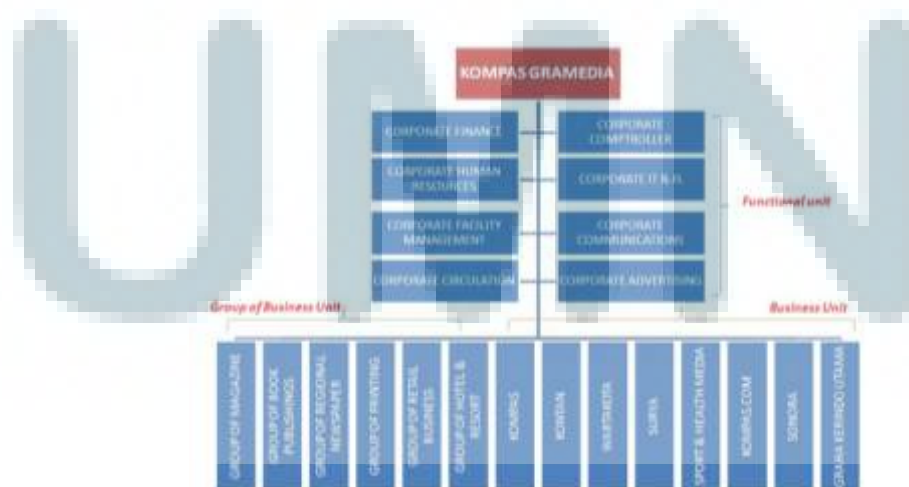 UMN
KOMPAS GRAMEDIA
CORPORATE FINANCE
CORPORATE
COMPTROLLER
CORPORATE HUMAN
RESOURCES
CORPORATE IT & IS
CORPORATE FACILITY
MANAGEMENT
CORPORATE
COMMUNICATIONS
Functional unit
CORPORATE CIRCULATION
CORPORATE ADVERTISING
Group of Business Unit
Business Unit
GROUP OF MAGAZINE
GROUP OF BOOK
PUBLISHINGS
GROUP OF REGIONAL
NEWSPAPER
GROUP OF PRINTING
GROUP OF RETAIL
BUSINESS
GROUP OF HOTEL &
RESORT
KOMPAS
KONTAN
WARTAKOTA
SURYA
SPORT & HEALTH MEDIA
KOMPAS.COM
SONORA
GRAHA KERINDO UTAMA